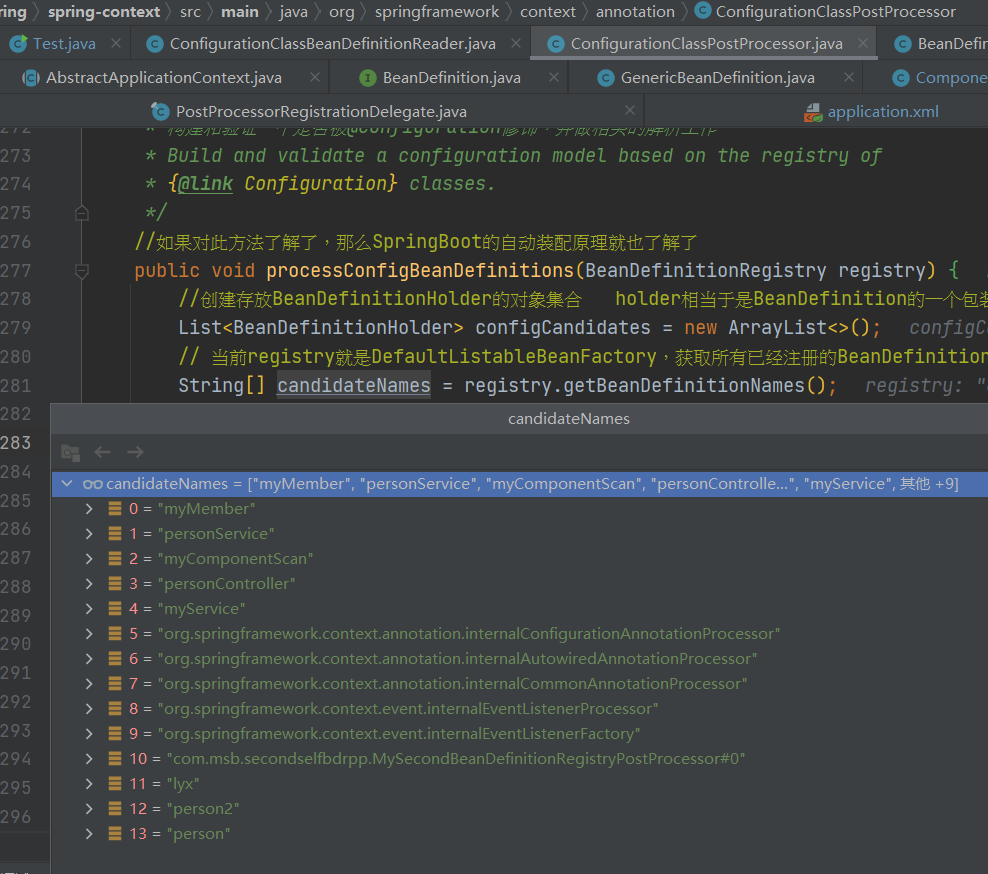 ring › spring-context › src › main › java › org › springframework › context › annotation › ConfigurationClassPostProcessor
Test.java × ConfigurationClassBeanDefinitionReader.java × ConfigurationClassPostProcessor.java × BeanDefin
AbstractApplicationContext.java × BeanDefinition.java × GenericBeanDefinition.java × Compone
PostProcessorRegistrationDelegate.java × application.xml
272
273 * Build and validate a configuration model based on the registry of
274 * {@link Configuration} classes.
275 */
276 //如果对此方法了解了，那么SpringBoot的自动装配原理就也了解了
277 public void processConfigBeanDefinitions(BeanDefinitionRegistry registry) {
278 //创建存放BeanDefinitionHolder的对象集合 holder相当于是BeanDefinition的一个包装
279 List<BeanDefinitionHolder> configCandidates = new ArrayList<>(); configC
280 // 当前registry就是DefaultListableBeanFactory，获取所有已经注册的BeanDefinition
281 String[] candidateNames = registry.getBeanDefinitionNames(); registry: "
282 candidateNames
283
284 candidateNames = ["myMember", "personService", "myComponentScan", "personControlle...", "myService", 其他 +9]
285 0 = "myMember"
286 1 = "personService"
287 2 = "myComponentScan"
288 3 = "personController"
289 4 = "myService"
5 = "org.springframework.context.annotation.internalConfigurationAnnotationProcessor"
290 6 = "org.springframework.context.annotation.internalAutowiredAnnotationProcessor"
291 7 = "org.springframework.context.annotation.internalCommonAnnotationProcessor"
292 8 = "org.springframework.context.event.internalEventListenerProcessor"
293 9 = "org.springframework.context.event.internalEventListenerFactory"
294 10 = "com.msb.secondselfbdrpp.MySecondBeanDefinitionRegistryPostProcessor#0"
295 11 = "lyx"
296 12 = "person2"
13 = "person"